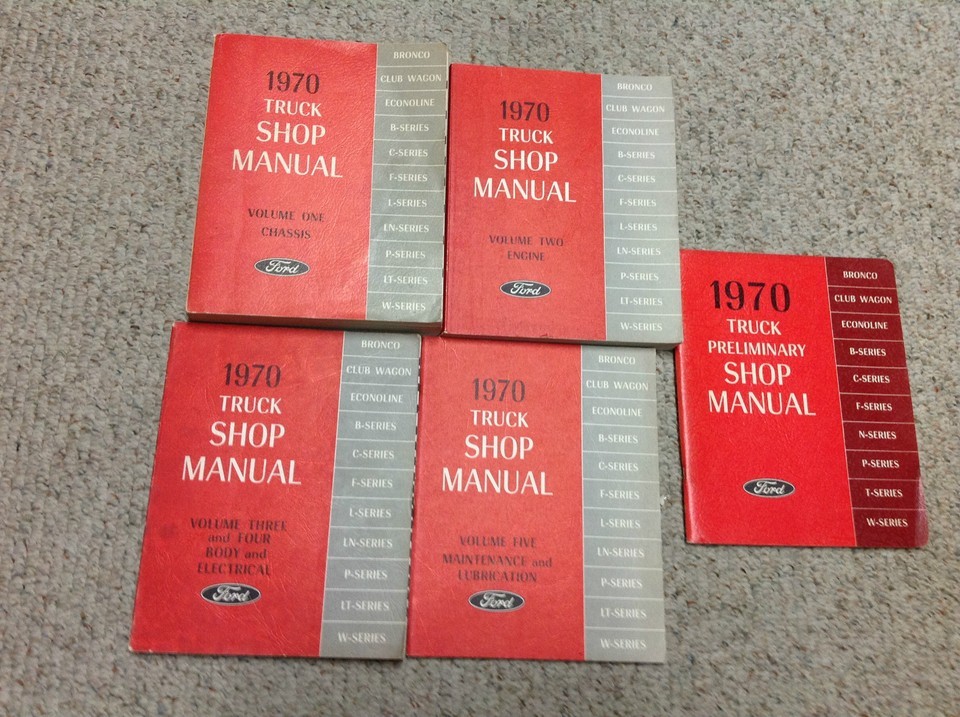 1970
TRUCK
SHOP
MANUAL
VOLUME ONE
CHASSIS
Ford
BRONCO
CLUB WAGON
ECONOLINE
B-SERIES
C-SERIES
F-SERIES
L-SERIES
LN-SERIES
P-SERIES
LT-SERIES
W-SERIES
1970
TRUCK
SHOP
MANUAL
VOLUME TWO
ENGINE
Ford
BRONCO
CLUB WAGON
ECONOLINE
B-SERIES
C-SERIES
F-SERIES
L-SERIES
LN-SERIES
P-SERIES
LT-SERIES
W-SERIES
1970
TRUCK
PRELIMINARY
SHOP
MANUAL
Ford
BRONCO
CLUB WAGON
ECONOLINE
B-SERIES
C-SERIES
F-SERIES
N-SERIES
P-SERIES
T-SERIES
W-SERIES
1970
TRUCK
SHOP
MANUAL
VOLUME THREE
and FOUR
BODY and
ELECTRICAL
Ford
BRONCO
CLUB WAGON
ECONOLINE
B-SERIES
C-SERIES
F-SERIES
L-SERIES
LN-SERIES
P-SERIES
LT-SERIES
W-SERIES
1970
TRUCK
SHOP
MANUAL
VOLUME FIVE
MAINTENANCE and
LUBRICATION
Ford
BRONCO
CLUB WAGON
ECONOLINE
B-SERIES
C-SERIES
F-SERIES
L-SERIES
LN-SERIES
P-SERIES
LT-SERIES
W-SERIES